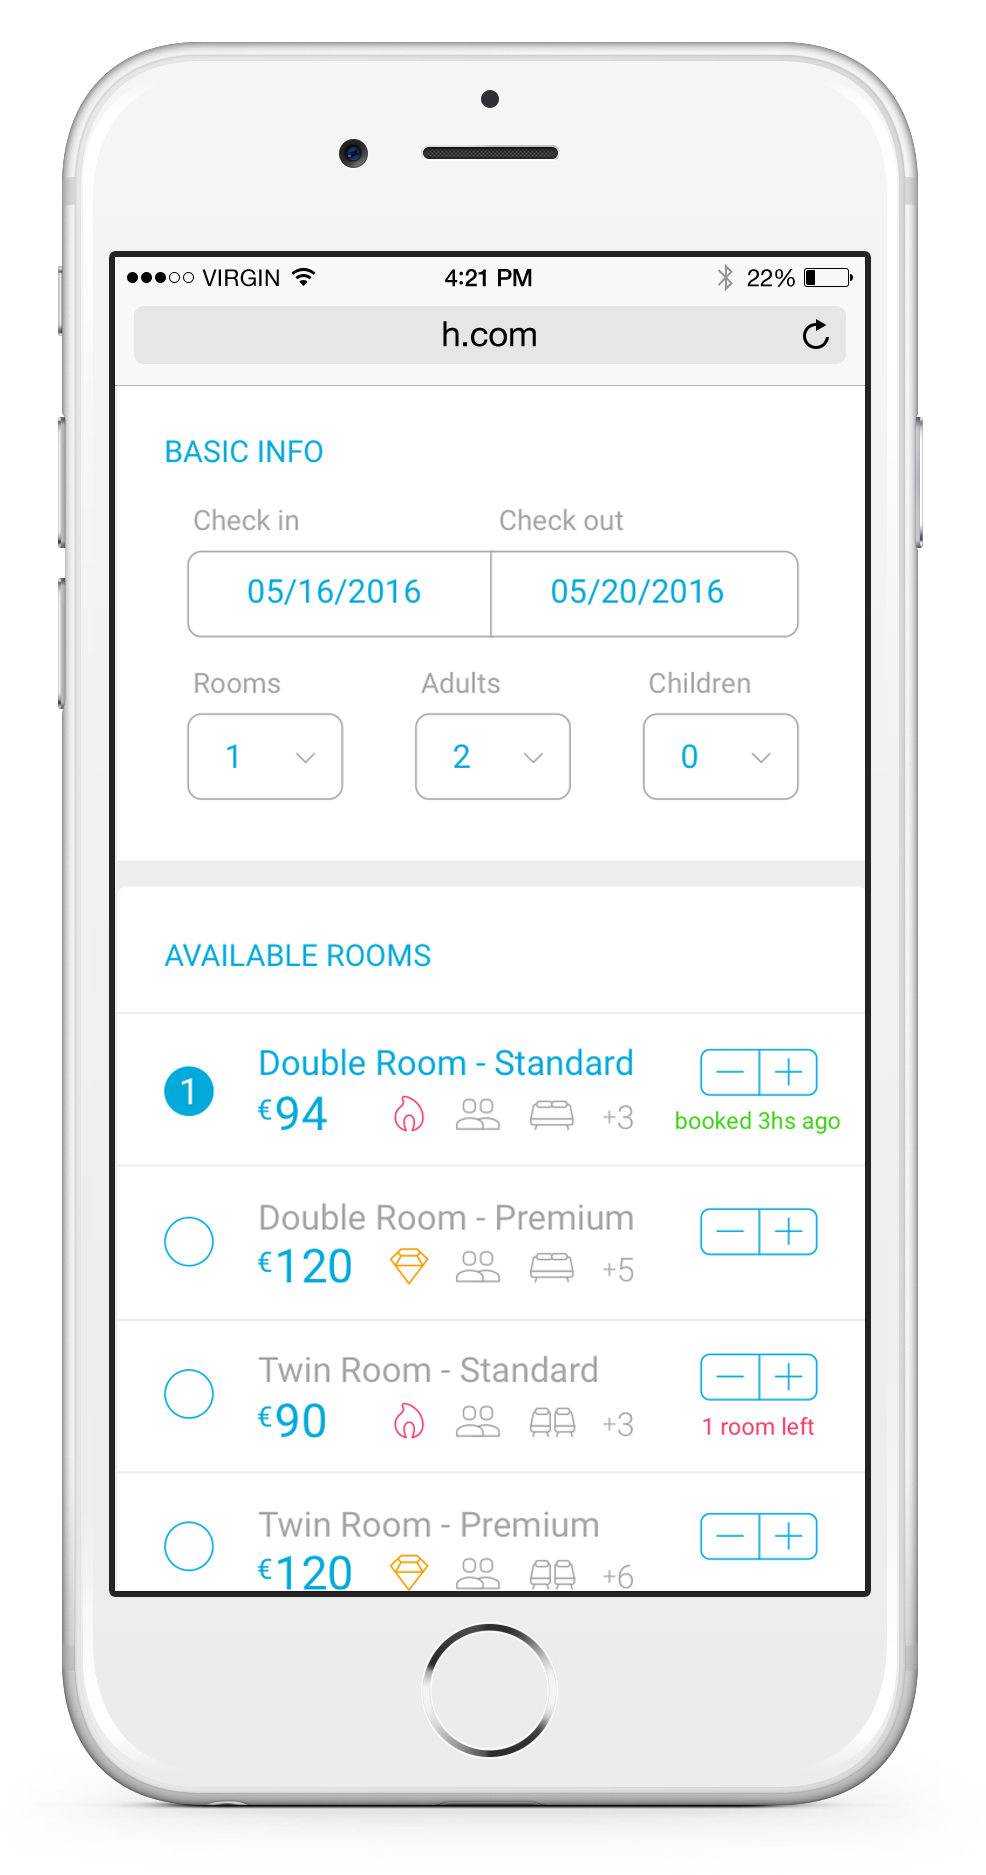 VIRGIN 4:21 PM 22%
h.com
BASIC INFO
Check in Check out
05/16/2016 05/20/2016
Rooms Adults Children
1 2 0
AVAILABLE ROOMS
1 Double Room - Standard
€94 +3 booked 3hs ago
Double Room - Premium
€120 +5
Twin Room - Standard
€90 +3 1 room left
Twin Room - Premium
€120 +6